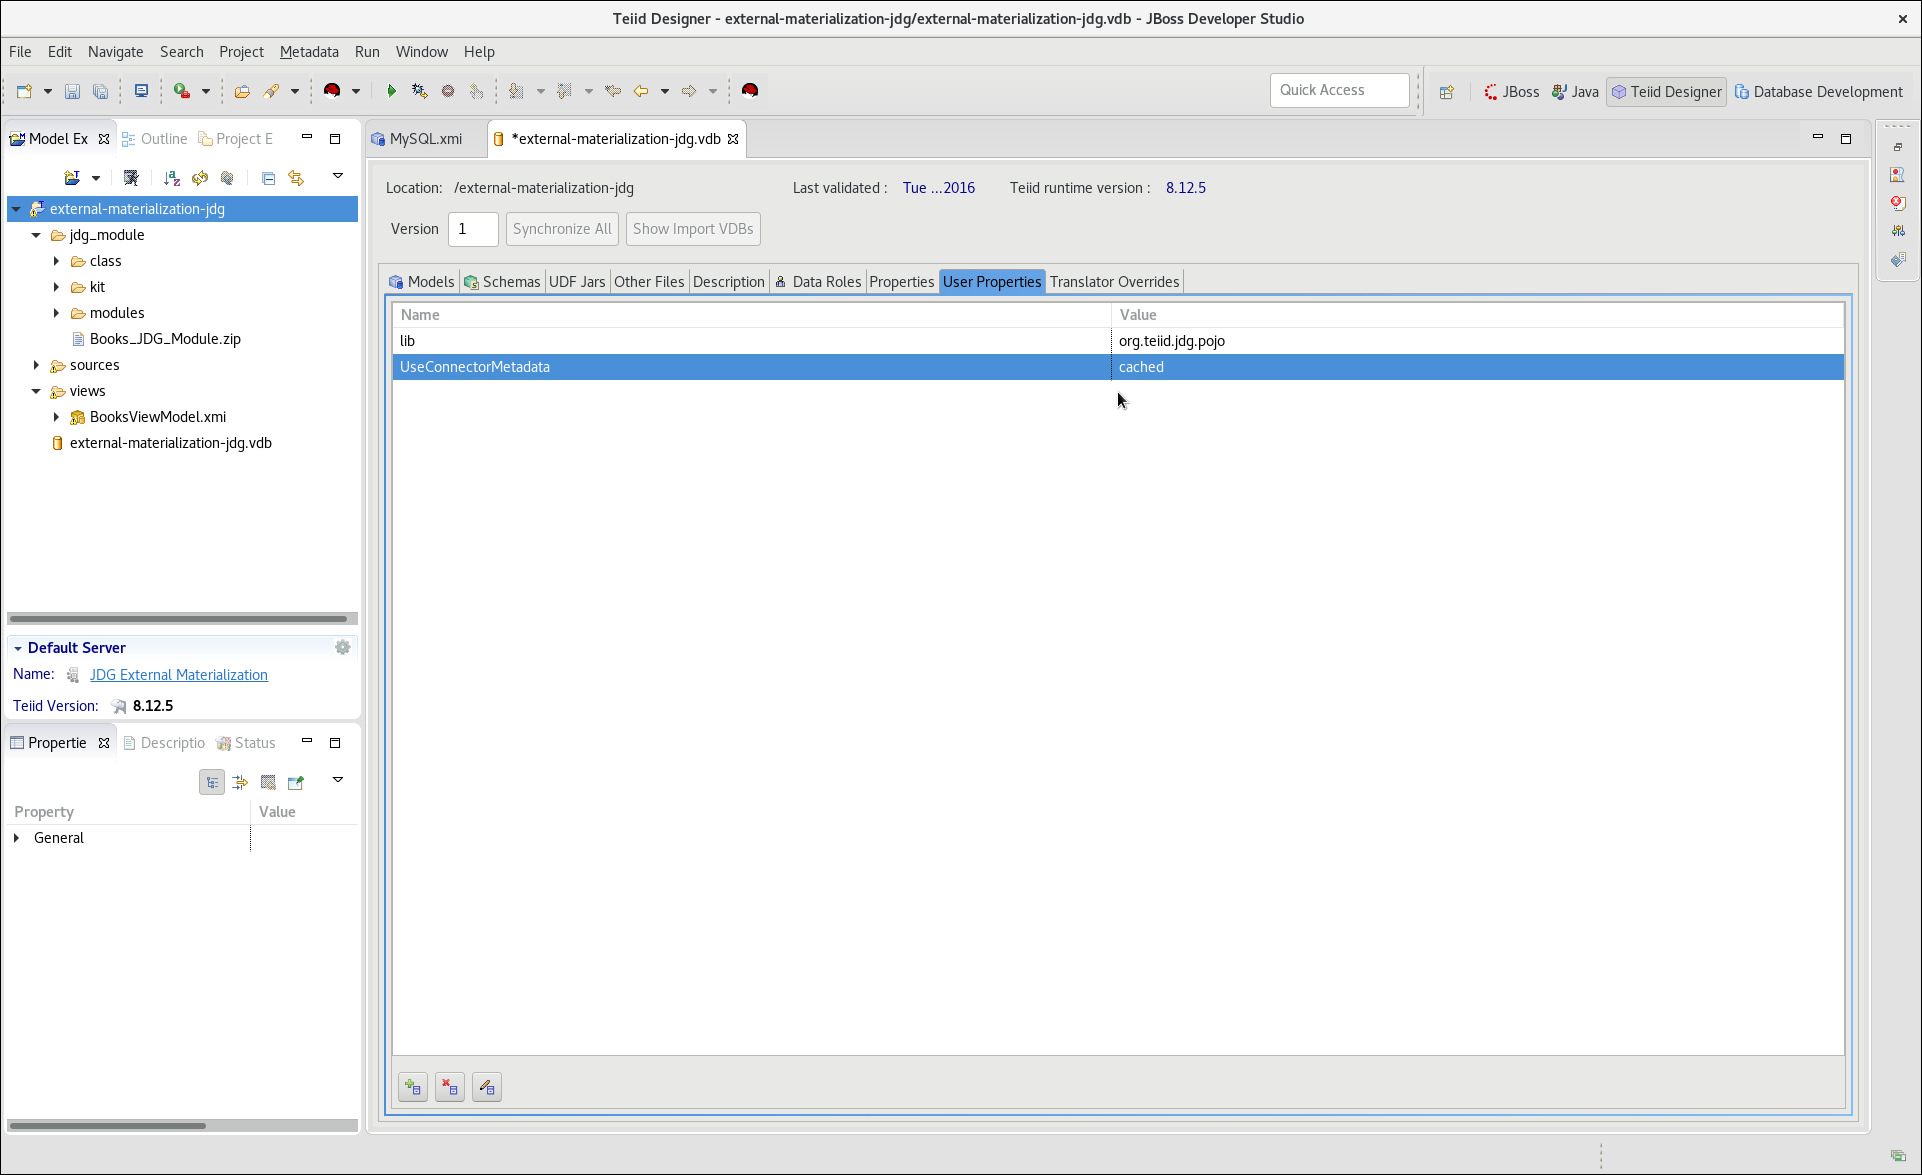 Teiid Designer - external-materialization-jdg/external-materialization-jdg.vdb - JBoss Developer Studio
File Edit Navigate Search Project Metadata Run Window Help
Quick Access
JBoss Java Teiid Designer Database Development
Model Ex Outline Project E
external-materialization-jdg
jdg_module
class
kit
modules
Books_JDG_Module.zip
sources
views
BooksViewModel.xmi
external-materialization-jdg.vdb
Default Server
Name: JDG External Materialization
Teiid Version: 8.12.5
Propertie Descriptio Status
Property Value
General
MySQL.xmi *external-materialization-jdg.vdb
Location: /external-materialization-jdg Last validated : Tue ...2016 Teiid runtime version : 8.12.5
Version 1 Synchronize All Show Import VDBs
Models Schemas UDF Jars Other Files Description Data Roles Properties User Properties Translator Overrides
Name Value
lib org.teiid.jdg.pojo
UseConnectorMetadata cached